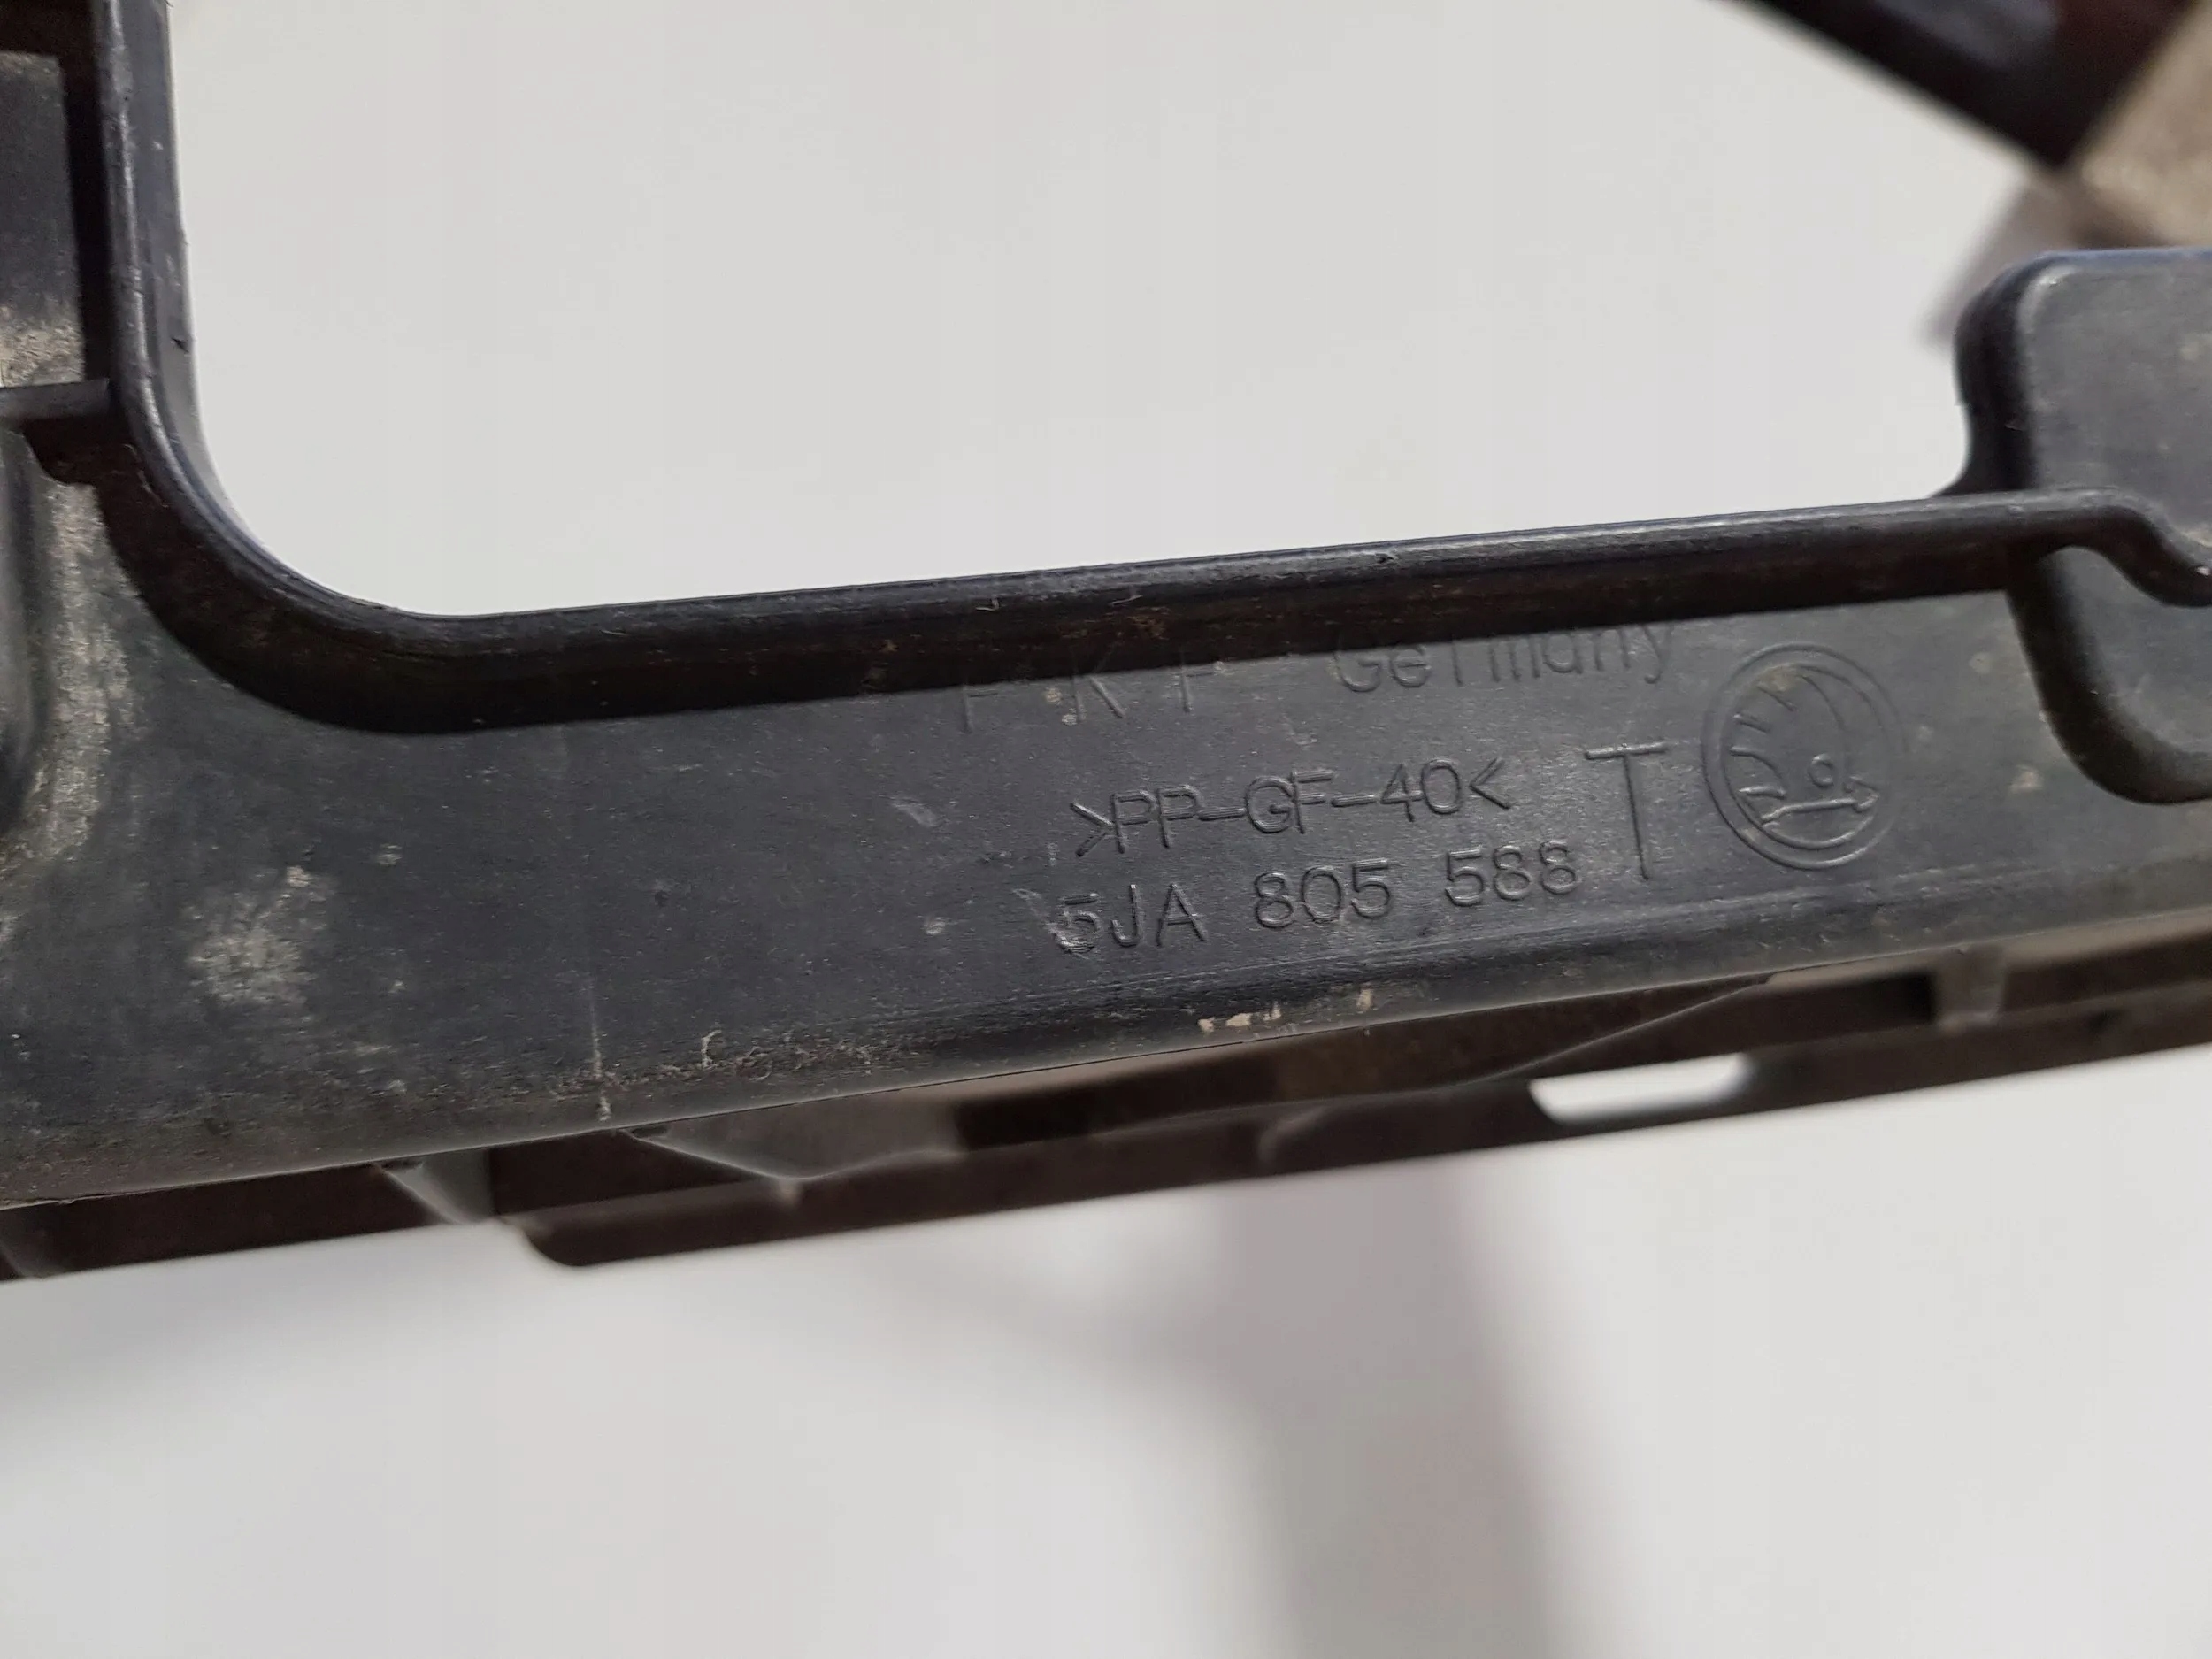 Germany
>PP-GF-40<
T
5JA 805 588